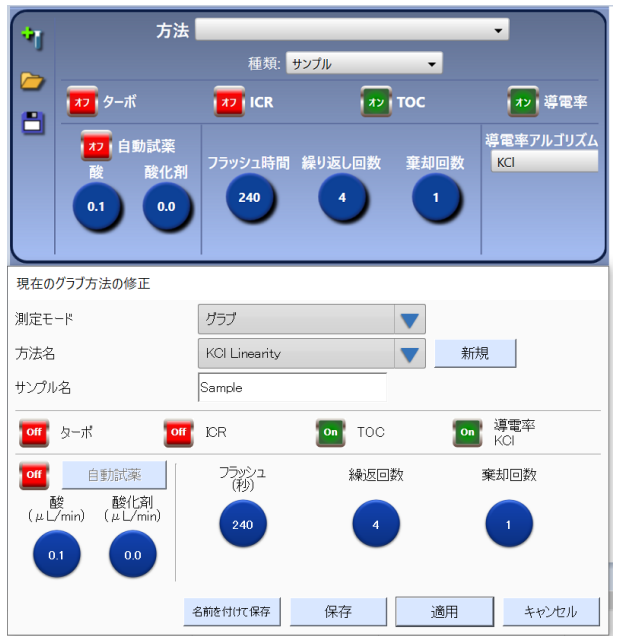 方法
種類: サンプル
オフ ターボ オフ ICR オン TOC オン 導電率
オフ 自動試薬
酸 酸化剤
フラッシュ時間 繰り返し回数 棄却回数
導電率アルゴリズム
KCl
0.1 0.0 240 4 1
現在のグラブ方法の修正
測定モード グラブ
方法名 KCl Linearity 新規
サンプル名 Sample
Off ターボ Off ICR On TOC On 導電率
KCl
Off 自動試薬
酸
(μL/min)
酸化剤
(μL/min)
フラッシュ
(秒)
繰返回数 棄却回数
0.1 0.0 240 4 1
名前を付けて保存 保存 適用 キャンセル